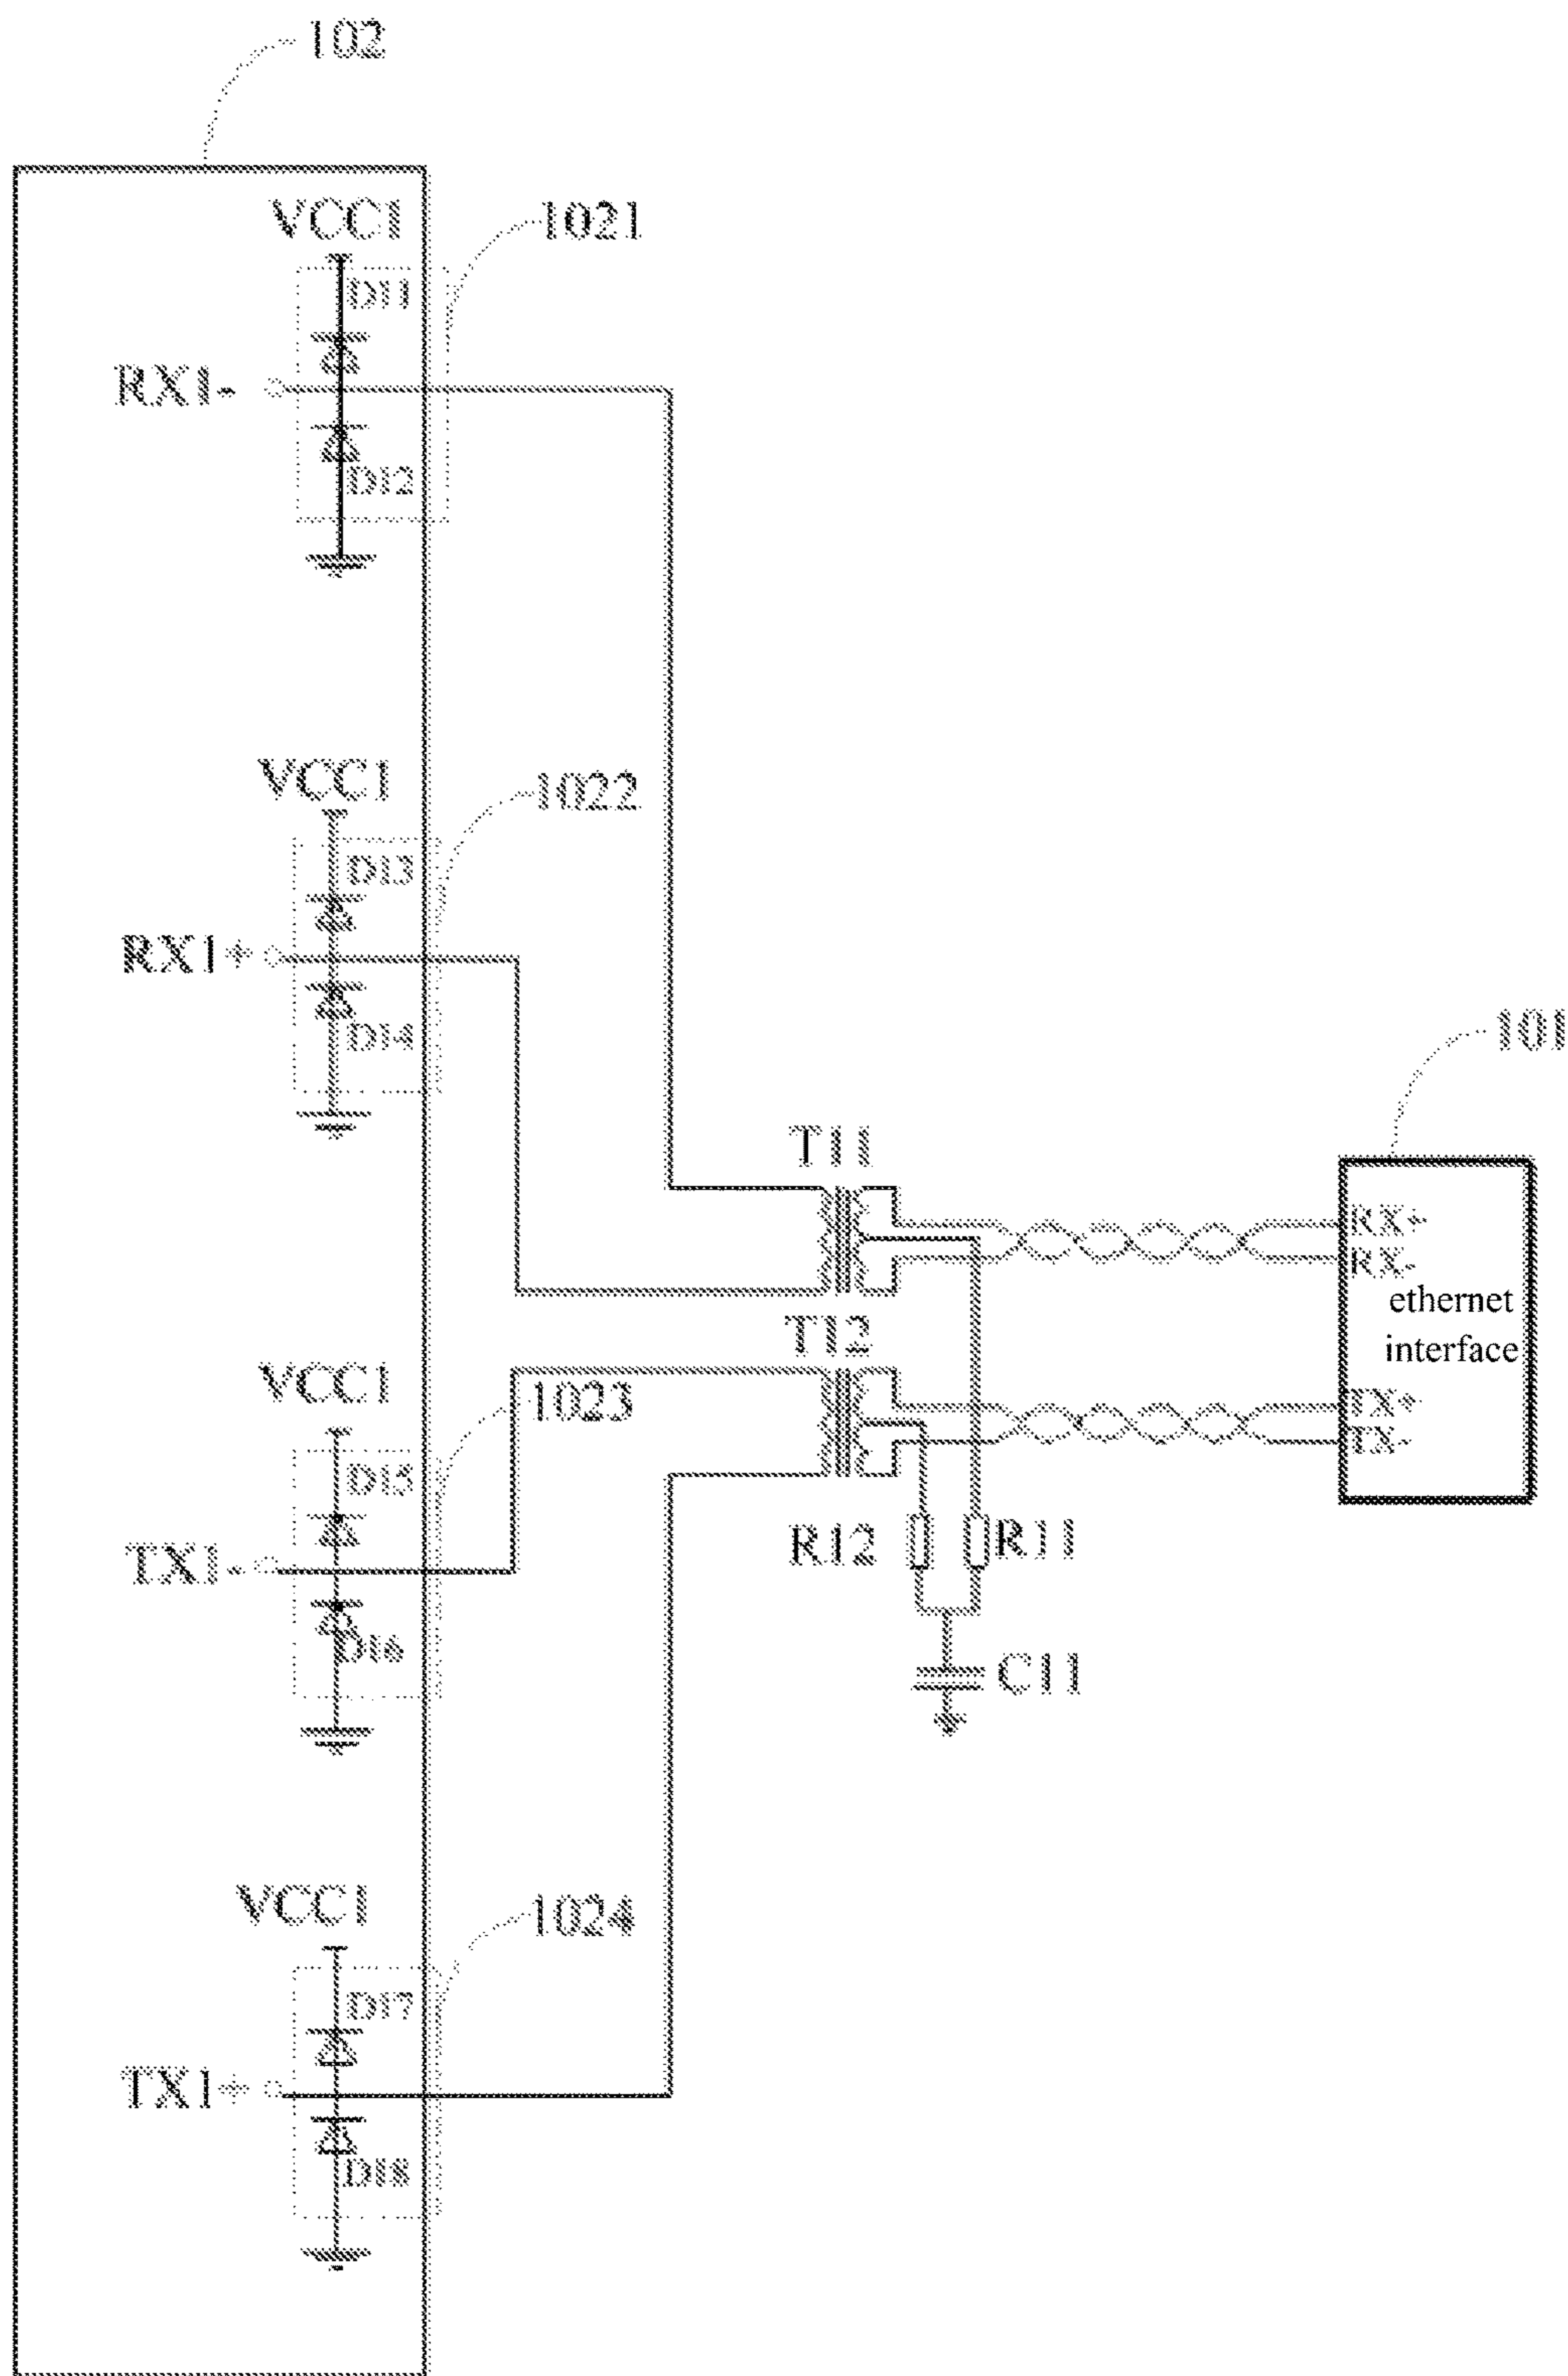 102
VCC1
1021
D11
RX1-
D12
VCC1
1022
D13
RX1+
D14
101
T11
RX+
RX-
ethernet
interface
T12
VCC1
1023
TX+
TX-
D15
R12
R11
TX1-
D16
C11
VCC1
1024
D17
TX1+
D18